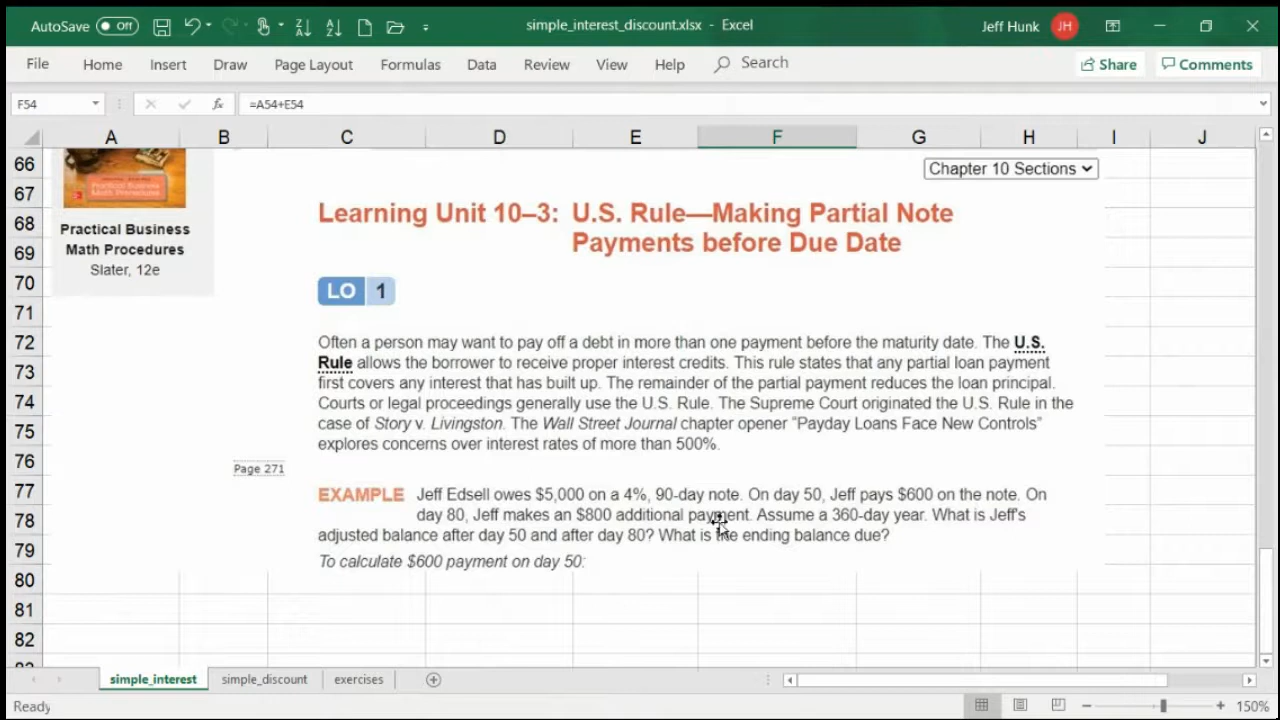 AutoSave Off simple_interest_discount.xlsx - Excel Jeff Hunk JH
File Home Insert Draw Page Layout Formulas Data Review View Help Search Share Comments
F54 fx =A54+E54
A B C D E F G H I J
66
67
68
69
70
71
72
73
74
75
76
77
78
79
80
81
82
Practical Business
Math Procedures
Practical Business
Math Procedures
Slater, 12e
Chapter 10 Sections
Learning Unit 10–3: U.S. Rule—Making Partial Note
Payments before Due Date
LO 1
Often a person may want to pay off a debt in more than one payment before the maturity date. The U.S.
Rule allows the borrower to receive proper interest credits. This rule states that any partial loan payment
first covers any interest that has built up. The remainder of the partial payment reduces the loan principal.
Courts or legal proceedings generally use the U.S. Rule. The Supreme Court originated the U.S. Rule in the
case of Story v. Livingston. The Wall Street Journal chapter opener “Payday Loans Face New Controls”
explores concerns over interest rates of more than 500%.
Page 271
EXAMPLE Jeff Edsell owes $5,000 on a 4%, 90-day note. On day 50, Jeff pays $600 on the note. On
day 80, Jeff makes an $800 additional payment. Assume a 360-day year. What is Jeff's
adjusted balance after day 50 and after day 80? What is the ending balance due?
To calculate $600 payment on day 50:
simple_interest simple_discount exercises
Ready 150%